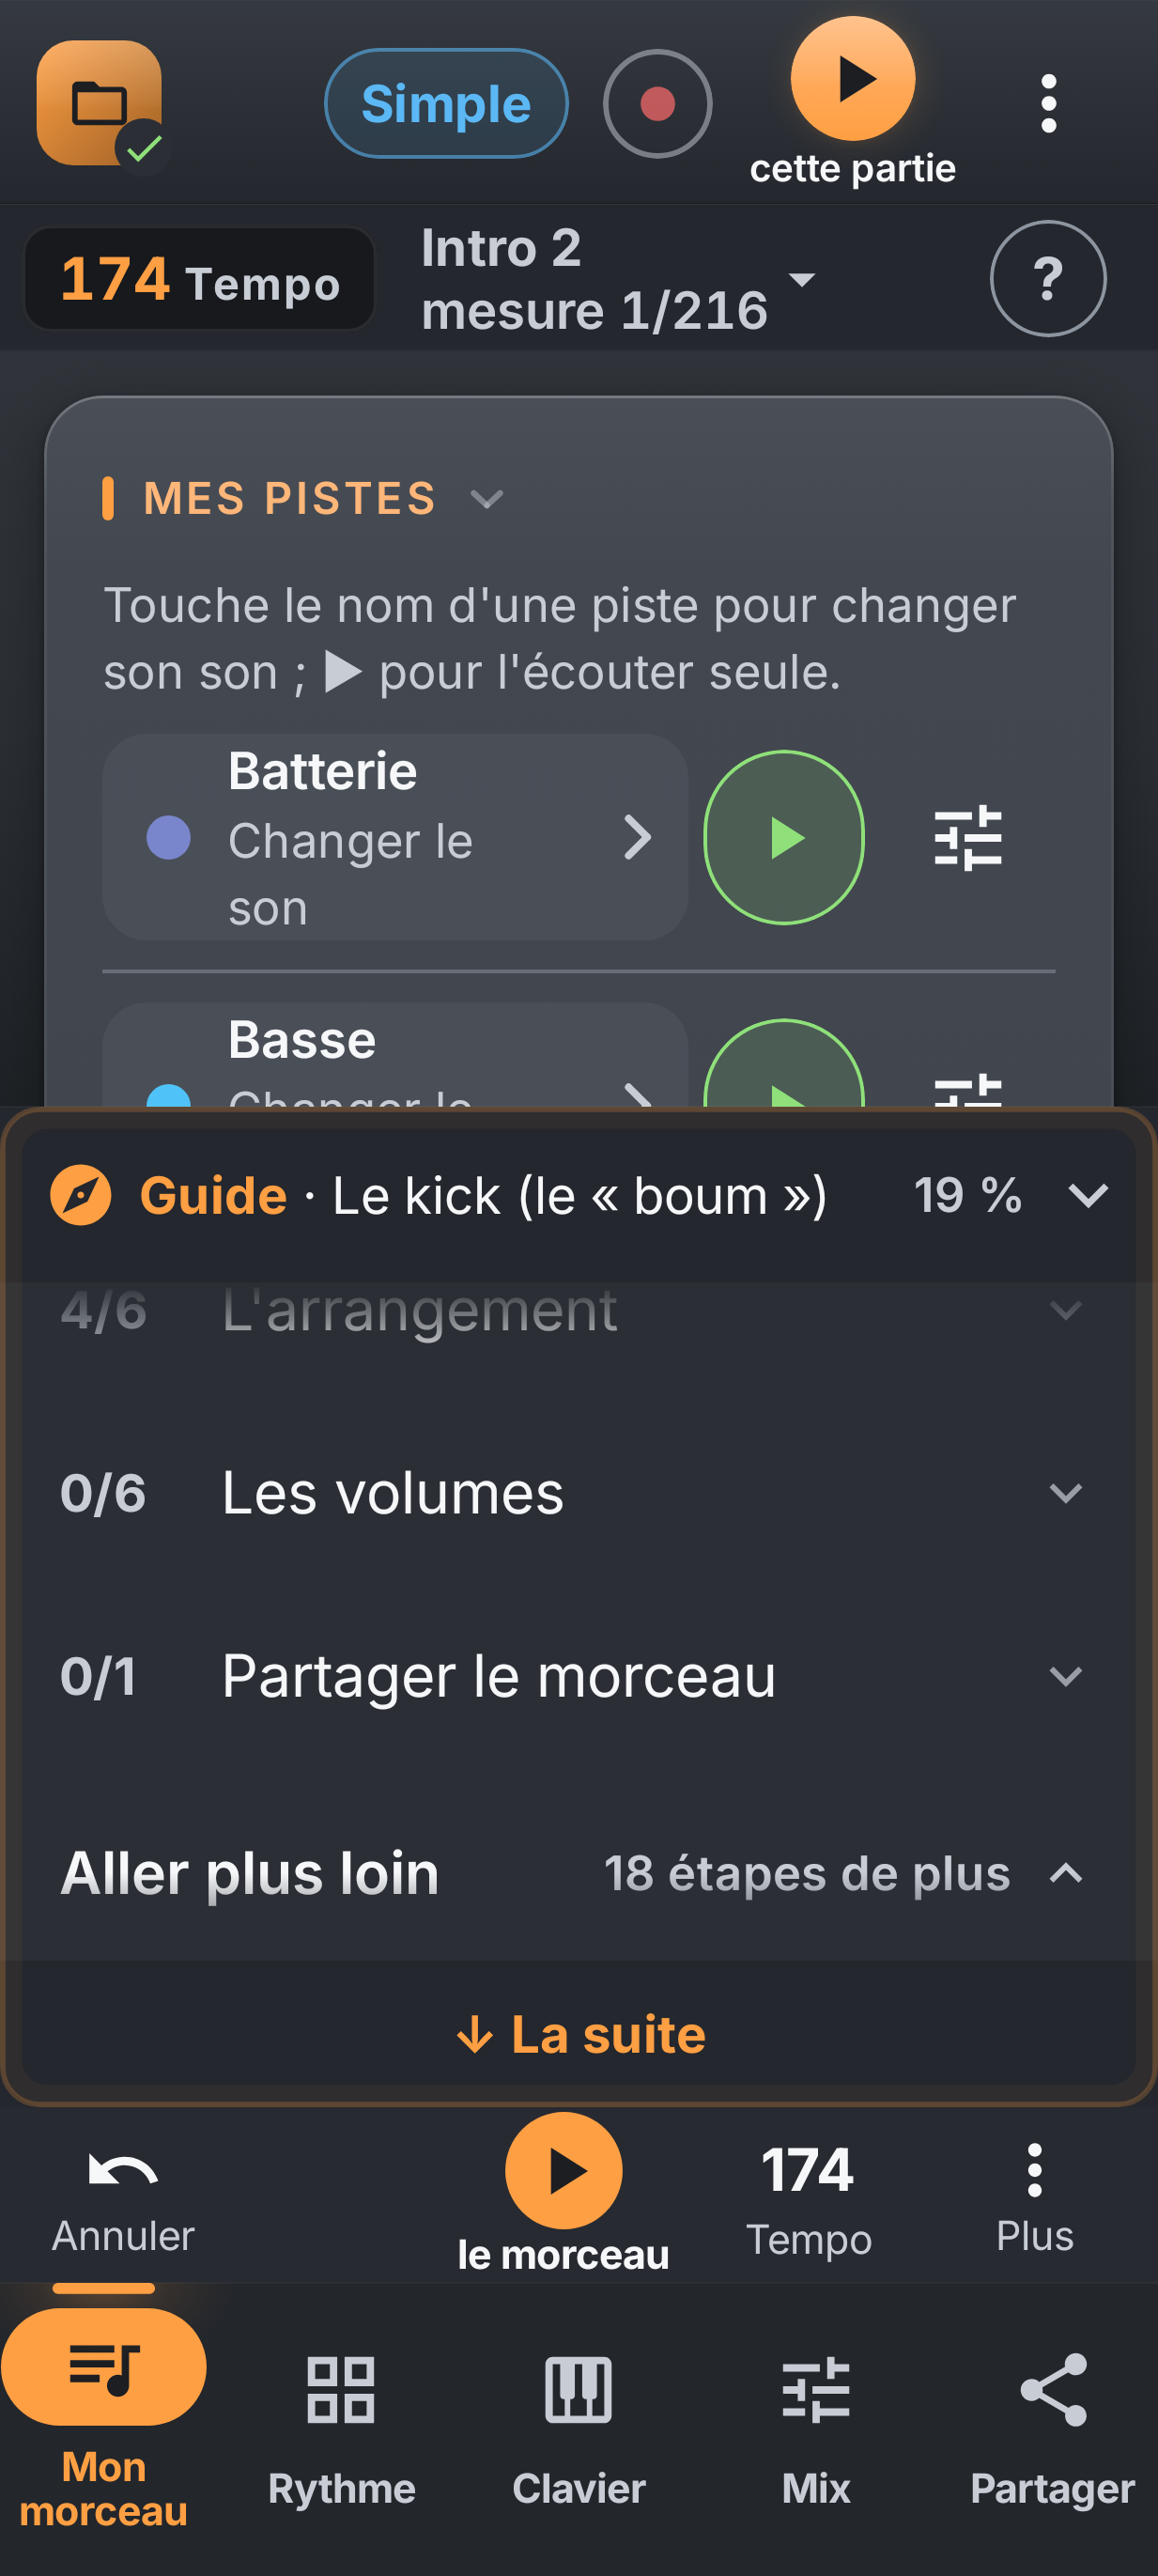 Simple
cette partie
174 Tempo
Intro 2
mesure 1/216
?
MES PISTES
Touche le nom d'une piste pour changer
son son ; ▶ pour l'écouter seule.
Batterie
Changer le
son
Basse
Changer le
Guide · Le kick (le « boum ») 19 %
4/6 L'arrangement
0/6 Les volumes
0/1 Partager le morceau
Aller plus loin 18 étapes de plus
↓ La suite
Annuler
le morceau
174
Tempo
Plus
Mon
morceau
Rythme
Clavier
Mix
Partager